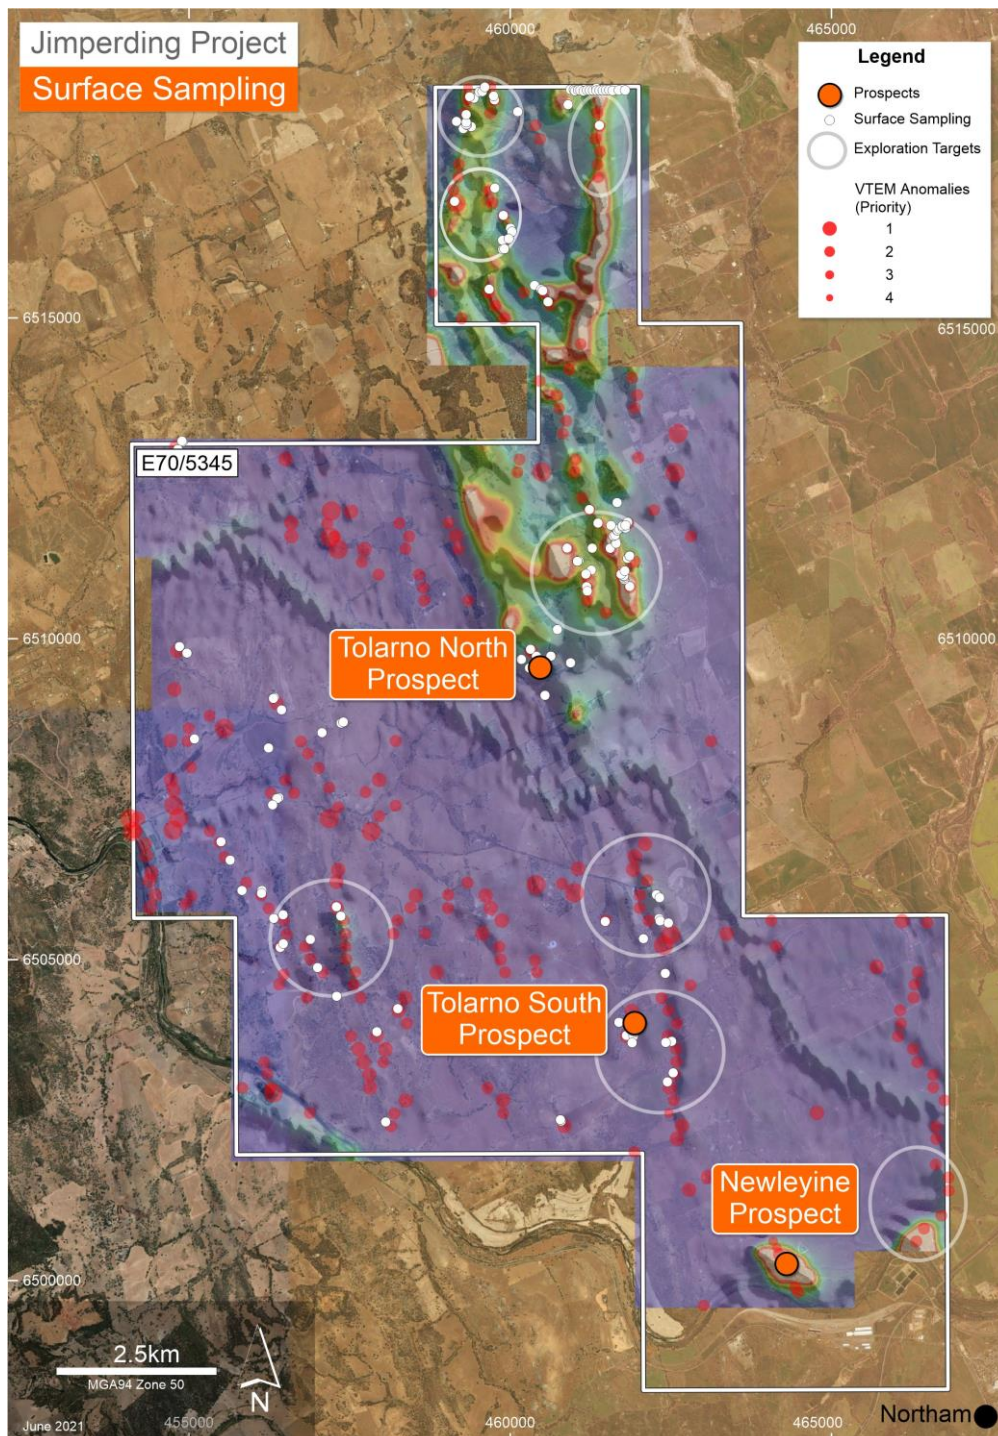 460000
465000
Jimperding Project
Surface Sampling
Legend
Prospects
Surface Sampling
Exploration Targets
VTEM Anomalies
(Priority)
1
2
3
4
6515000
6515000
E70/5345
6510000
6510000
Tolarno North
Prospect
6505000
6505000
Tolarno South
Prospect
Newleyine
Prospect
6500000
6500000
2.5km
MGA94 Zone 50
N
June 2021
455000
460000
465000
Northam